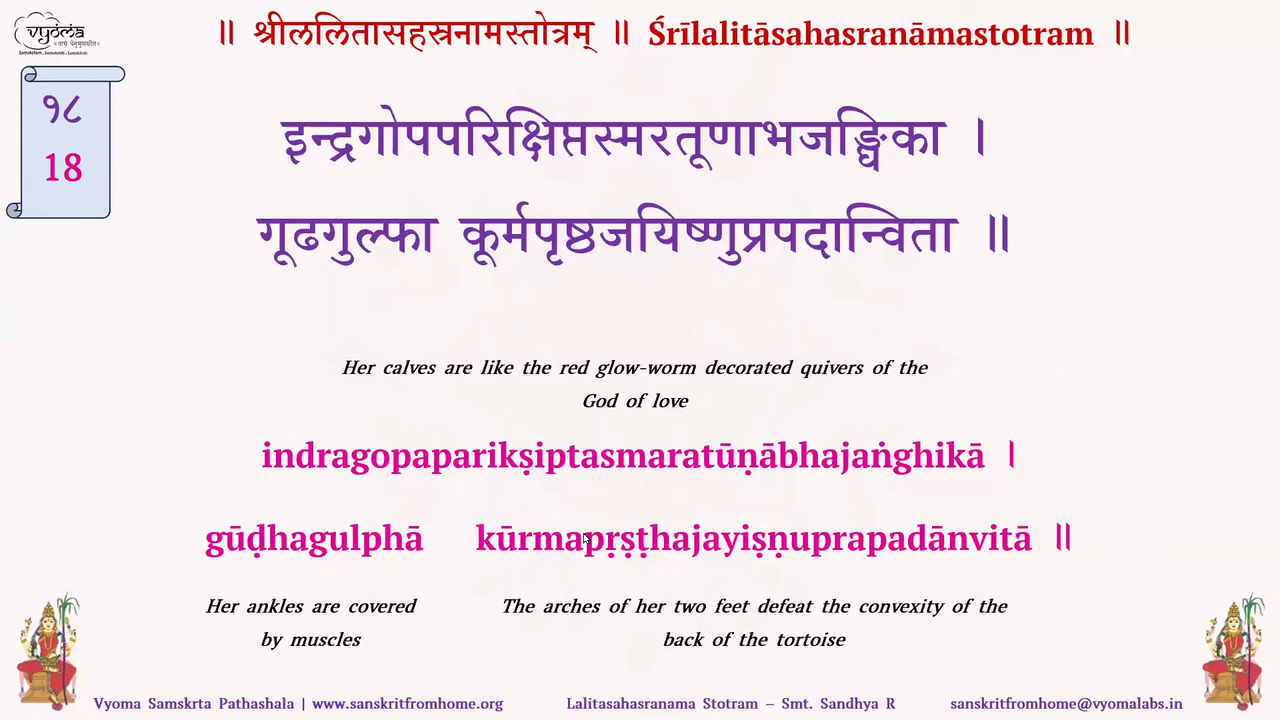 vyoma
॥ श्रीललितासहस्रनामस्तोत्रम् ॥ Śrīlalitāsahasranāmastotram ॥
१८
18
इन्द्रगोपपरिक्षिप्तस्मरतूणाभजङ्घिका ।
गूढगुल्फा कूर्मपृष्ठजयिष्णुप्रपदान्विता ॥
Her calves are like the red glow-worm decorated quivers of the
God of love
indragopaparikṣiptasmaratūṇābhajaṅghikā ।
gūḍhagulphā kūrmapṛṣṭhajayiṣṇuprapadānvitā ॥
Her ankles are covered
by muscles
The arches of her two feet defeat the convexity of the
back of the tortoise
Vyoma Samskrta Pathashala | www.sanskritfromhome.org Lalitasahasranama Stotram – Smt. Sandhya R sanskritfromhome@vyomalabs.in